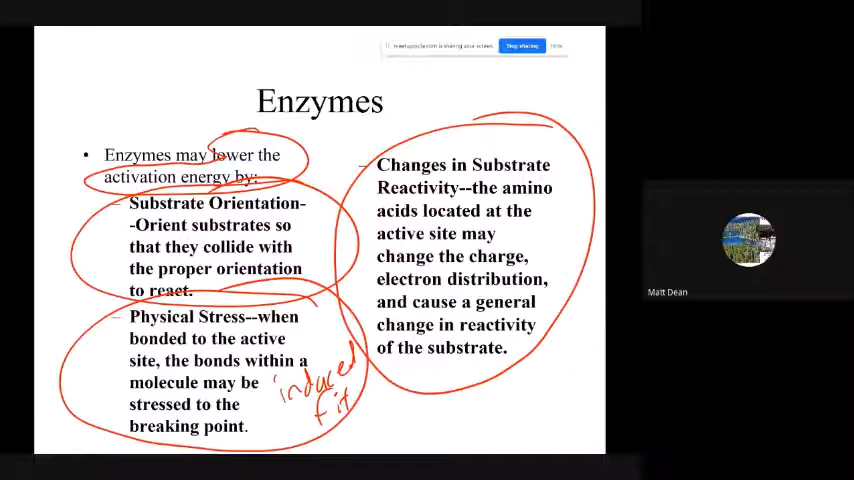 meet.google.com is sharing your screen.
Stop sharing
Hide
Enzymes
• Enzymes may lower the
activation energy by:
– Substrate Orientation-
-Orient substrates so
that they collide with
the proper orientation
to react.
– Physical Stress--when
bonded to the active
site, the bonds within a
molecule may be
stressed to the
breaking point.
induced
fit
– Changes in Substrate
Reactivity--the amino
acids located at the
active site may
change the charge,
electron distribution,
and cause a general
change in reactivity
of the substrate.
Matt Dean